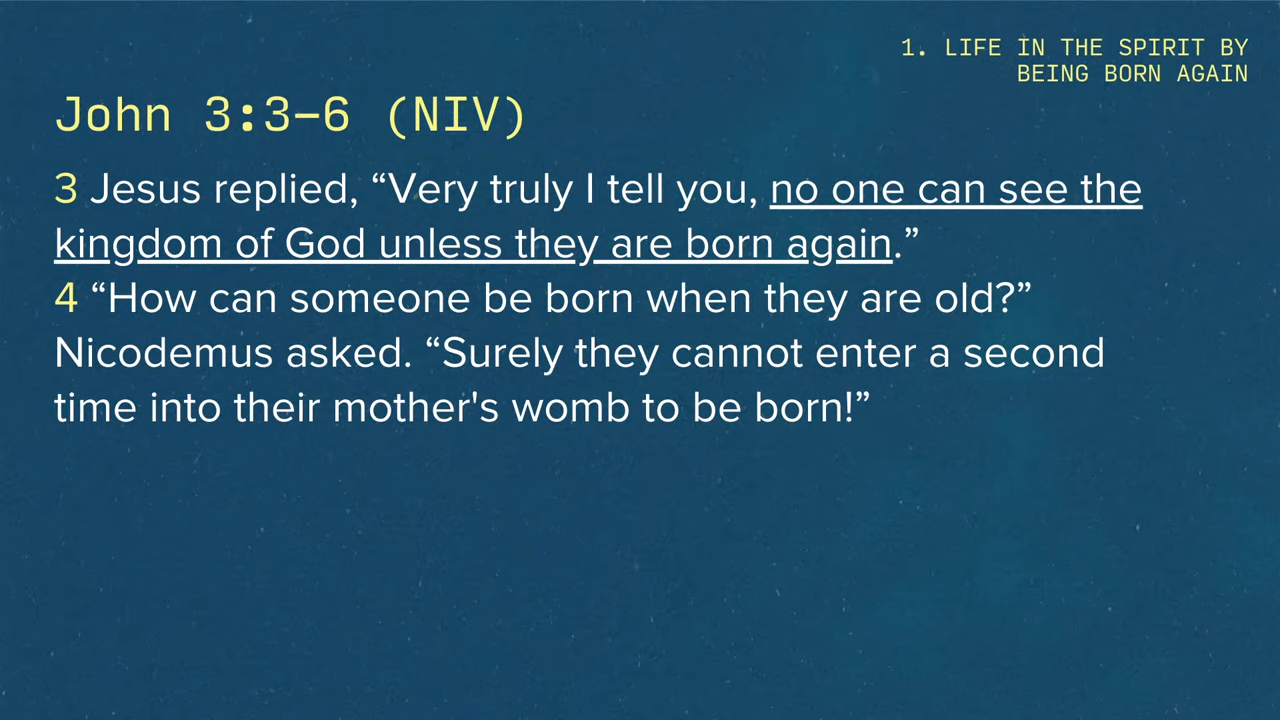 1. LIFE IN THE SPIRIT BY
BEING BORN AGAIN
John 3:3–6 (NIV)
3 Jesus replied, “Very truly I tell you, no one can see the
kingdom of God unless they are born again.”
4 “How can someone be born when they are old?”
Nicodemus asked. “Surely they cannot enter a second
time into their mother's womb to be born!”